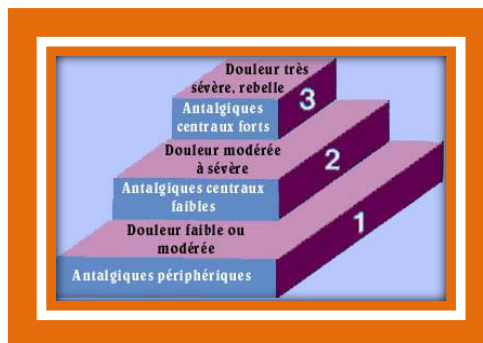 Douleur très
sévère, rebelle
3
Antalgiques
centraux forts
Douleur modérée
à sévère
2
Antalgiques centraux
faibles
Douleur faible ou
modérée
1
Antalgiques périphériques